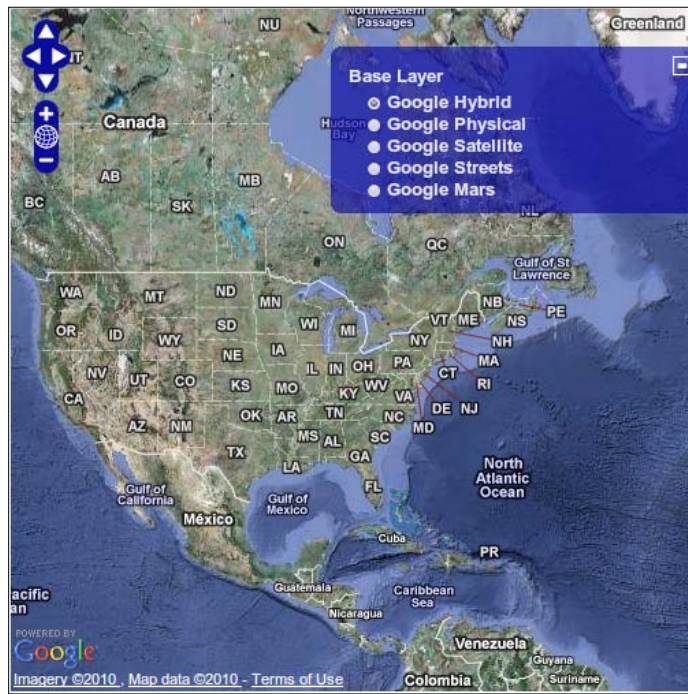 Northwestern
Passages
Greenland
NU
NT
Base Layer
Google Hybrid
Google Physical
Google Satellite
Google Streets
Google Mars
Canada
Hudson
Bay
AB
MB
BC
SK
NL
ON
QC
Gulf of St
Lawrence
WA
MT
ND
MN
NB
PE
OR
ID
WY
SD
WI
MI
VT
ME
NS
NY
NH
NE
IA
NV
UT
CO
IL
IN
OH
PA
MA
CT
CA
KS
MO
KY
WV
VA
RI
AZ
NM
OK
AR
TN
NC
DE
NJ
MD
TX
MS
AL
SC
LA
GA
FL
North
Atlantic
Ocean
Gulf of
California
México
Gulf of
Mexico
Cuba
PR
Guatemala
Caribbean
Sea
acific
an
Nicaragua
POWERED BY
Google
Venezuela
Guyana
Suriname
Colombia
Imagery ©2010 , Map data ©2010 - Terms of Use